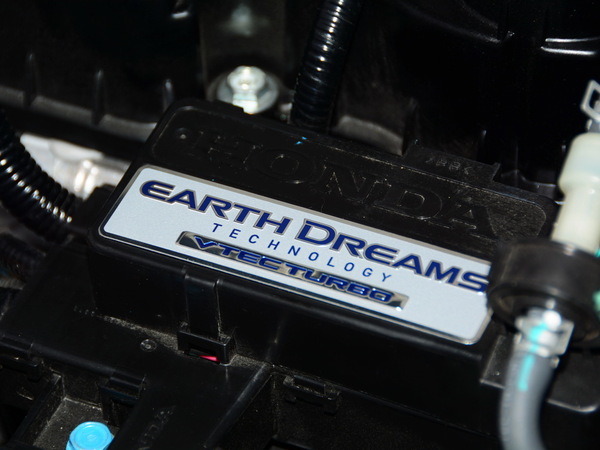 HONDA
EARTH DREAMS
TECHNOLOGY
VTEC TURBO